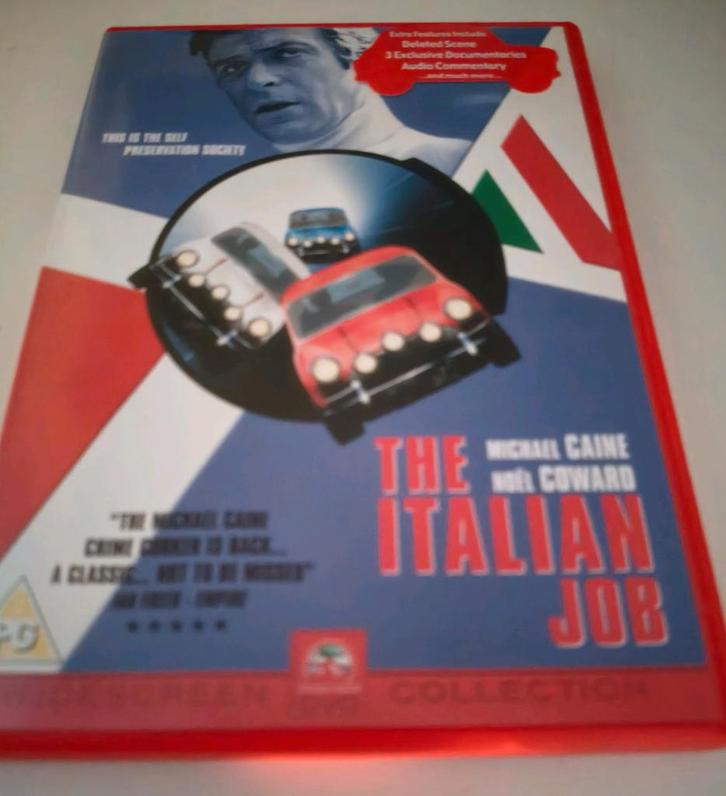 Extra Features Include:
Deleted Scene
3 Exclusive Documentaries
Audio Commentary
...and much more...
THIS IS THE SELF
PRESERVATION SOCIETY
THE
ITALIAN
JOB
MICHAEL CAINE
NOËL COWARD
"THE MICHAEL CAINE
CRIME CORKER IS BACK...
A CLASSIC... NOT TO BE MISSED"
EMPIRE
PG
WIDESCREEN DVD COLLECTION